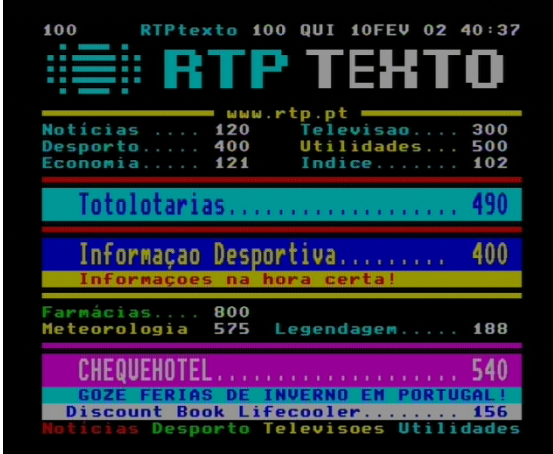 100 RTPtexto 100 QUI 10FEV 02 40:37
RTP TEXTO
www.rtp.pt
Noticias .... 120 Televisao.... 300
Desporto..... 400 Utilidades... 500
Economia..... 121 Indice....... 102
Totolotarias.................. 490
Informaçao Desportiva......... 400
Informaçoes na hora certa!
Farmácias.... 800
Meteorologia 575 Legendagem..... 188
CHEQUEHOTEL................... 540
GOZE FERIAS DE INVERNO EM PORTUGAL!
Discount Book Lifecooler........ 156
Noticias Desporto Televisoes Utilidades